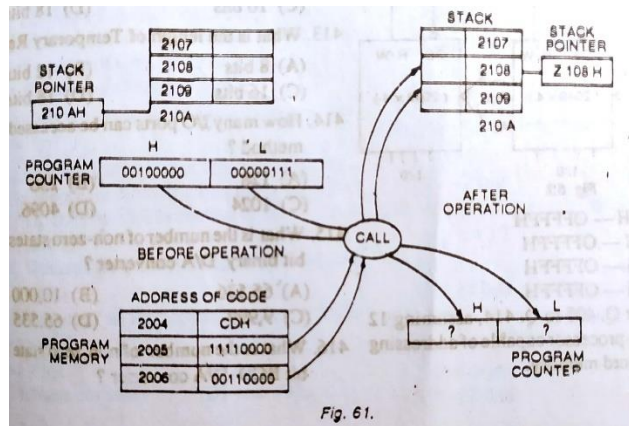 STACK
STACK
POINTER
2107
2108
2109
210A
STACK
POINTER
210 AH
2107
2108
2109
210 A
Z 108 H
H L
PROGRAM
COUNTER
00100000 00000111
AFTER
OPERATION
CALL
BEFORE OPERATION
ADDRESS OF CODE
PROGRAM
MEMORY
2004 CDH
2005 11110000
2006 00110000
H L
? ?
PROGRAM
COUNTER
Fig. 61.